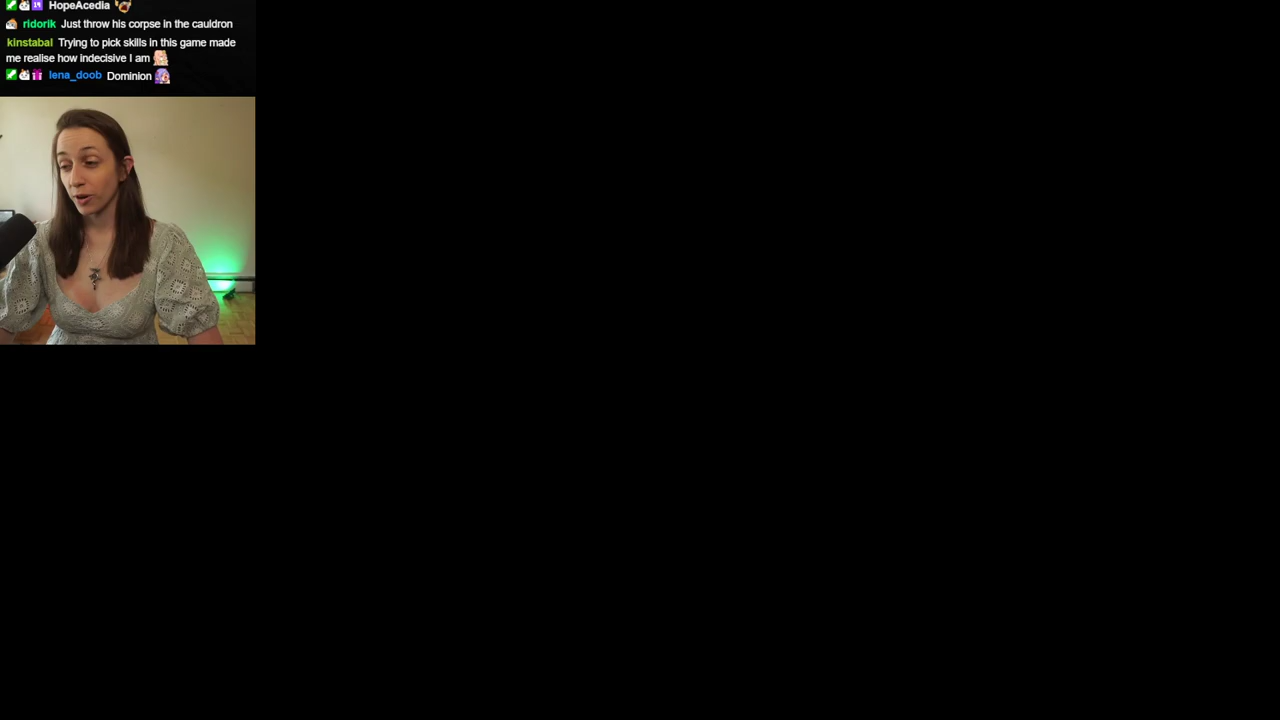 19 HopeAcedia
ridorik Just throw his corpse in the cauldron
kinstabal Trying to pick skills in this game made
me realise how indecisive I am
lena_doob Dominion